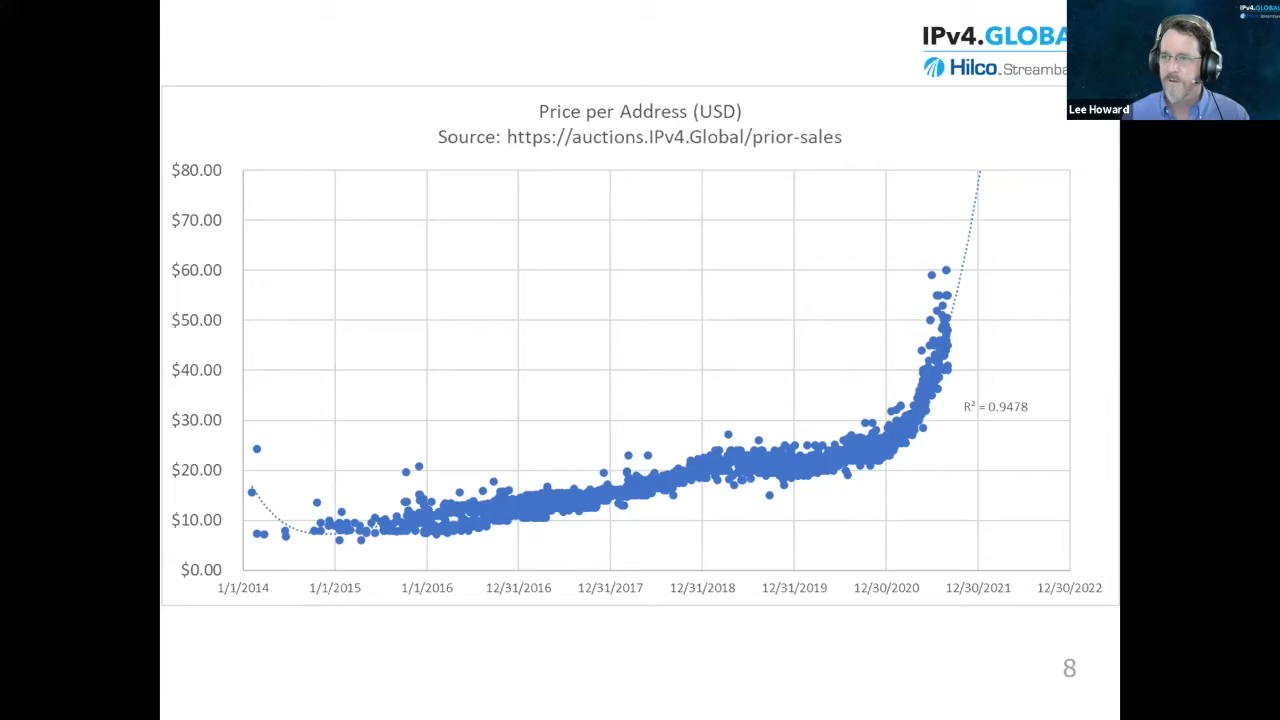 IPv4.GLOBA
Hilco Streamba
IPv4.GLOBAL
Hilco
Lee Howard
Price per Address (USD)
Source: https://auctions.IPv4.Global/prior-sales
$80.00
$70.00
$60.00
$50.00
$40.00
$30.00
$20.00
$10.00
$0.00
R² = 0.9478
1/1/2014 1/1/2015 1/1/2016 12/31/2016 12/31/2017 12/31/2018 12/31/2019 12/30/2020 12/30/2021 12/30/2022
8